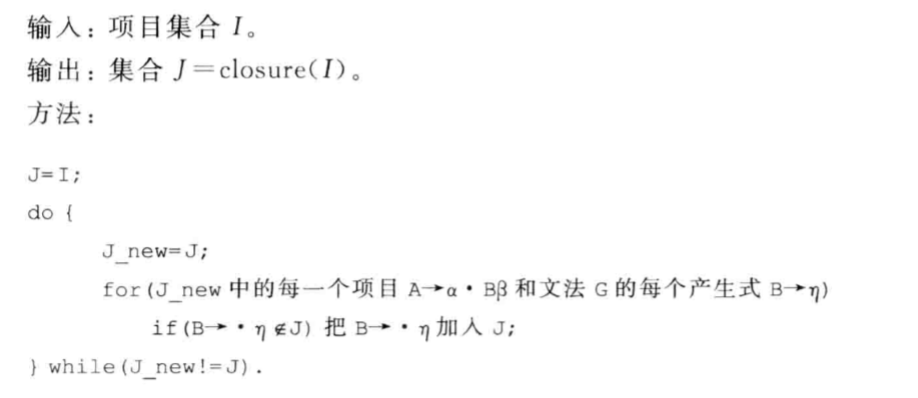 输入：项目集合 I。
输出：集合 J＝closure(I)。
方法：
J=I;
do {
J_new=J;
for(J_new 中的每一个项目 A→α·Bβ 和文法 G 的每个产生式 B→η)
if(B→·η∉J) 把 B→·η加入 J;
} while(J_new!=J).